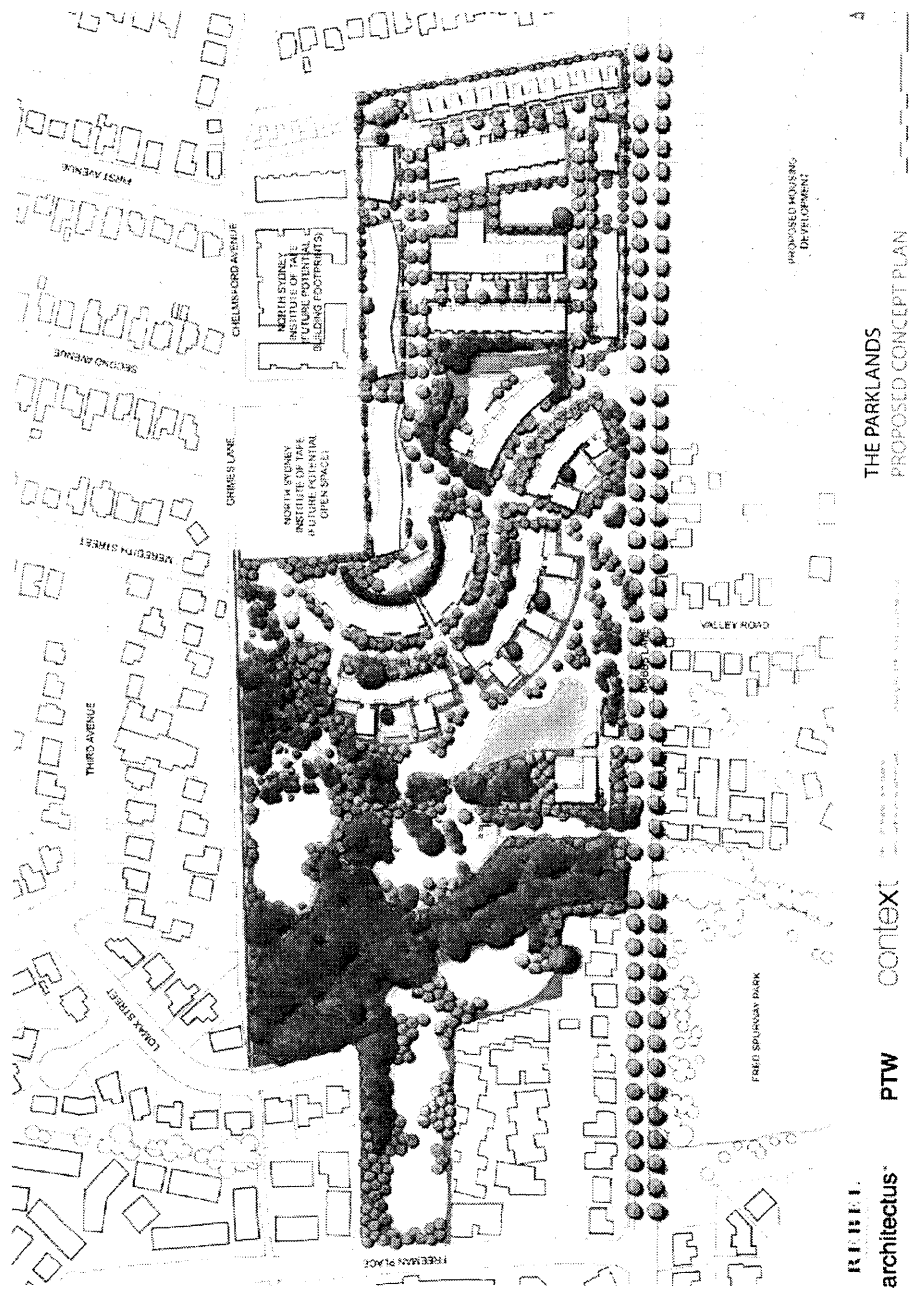 FIRST AVENUE
SECOND AVENUE
CHELMSFORD AVENUE
NORTH SYDNEY
INSTITUTE OF TAFE
(FUTURE POTENTIAL
BUILDING FOOTPRINTS)
GRIMES LANE
NORTH SYDNEY
INSTITUTE OF TAFE
(FUTURE POTENTIAL
OPEN SPACE)
MEREDITH STREET
THIRD AVENUE
LOMAX STREET
FREEMAN PLACE
VALLEY ROAD
FRED SPURWAY PARK
PROPOSED HOUSING
DEVELOPMENT
THE PARKLANDS
PROPOSED CONCEPT PLAN
REBEL
architectus™
PTW
context